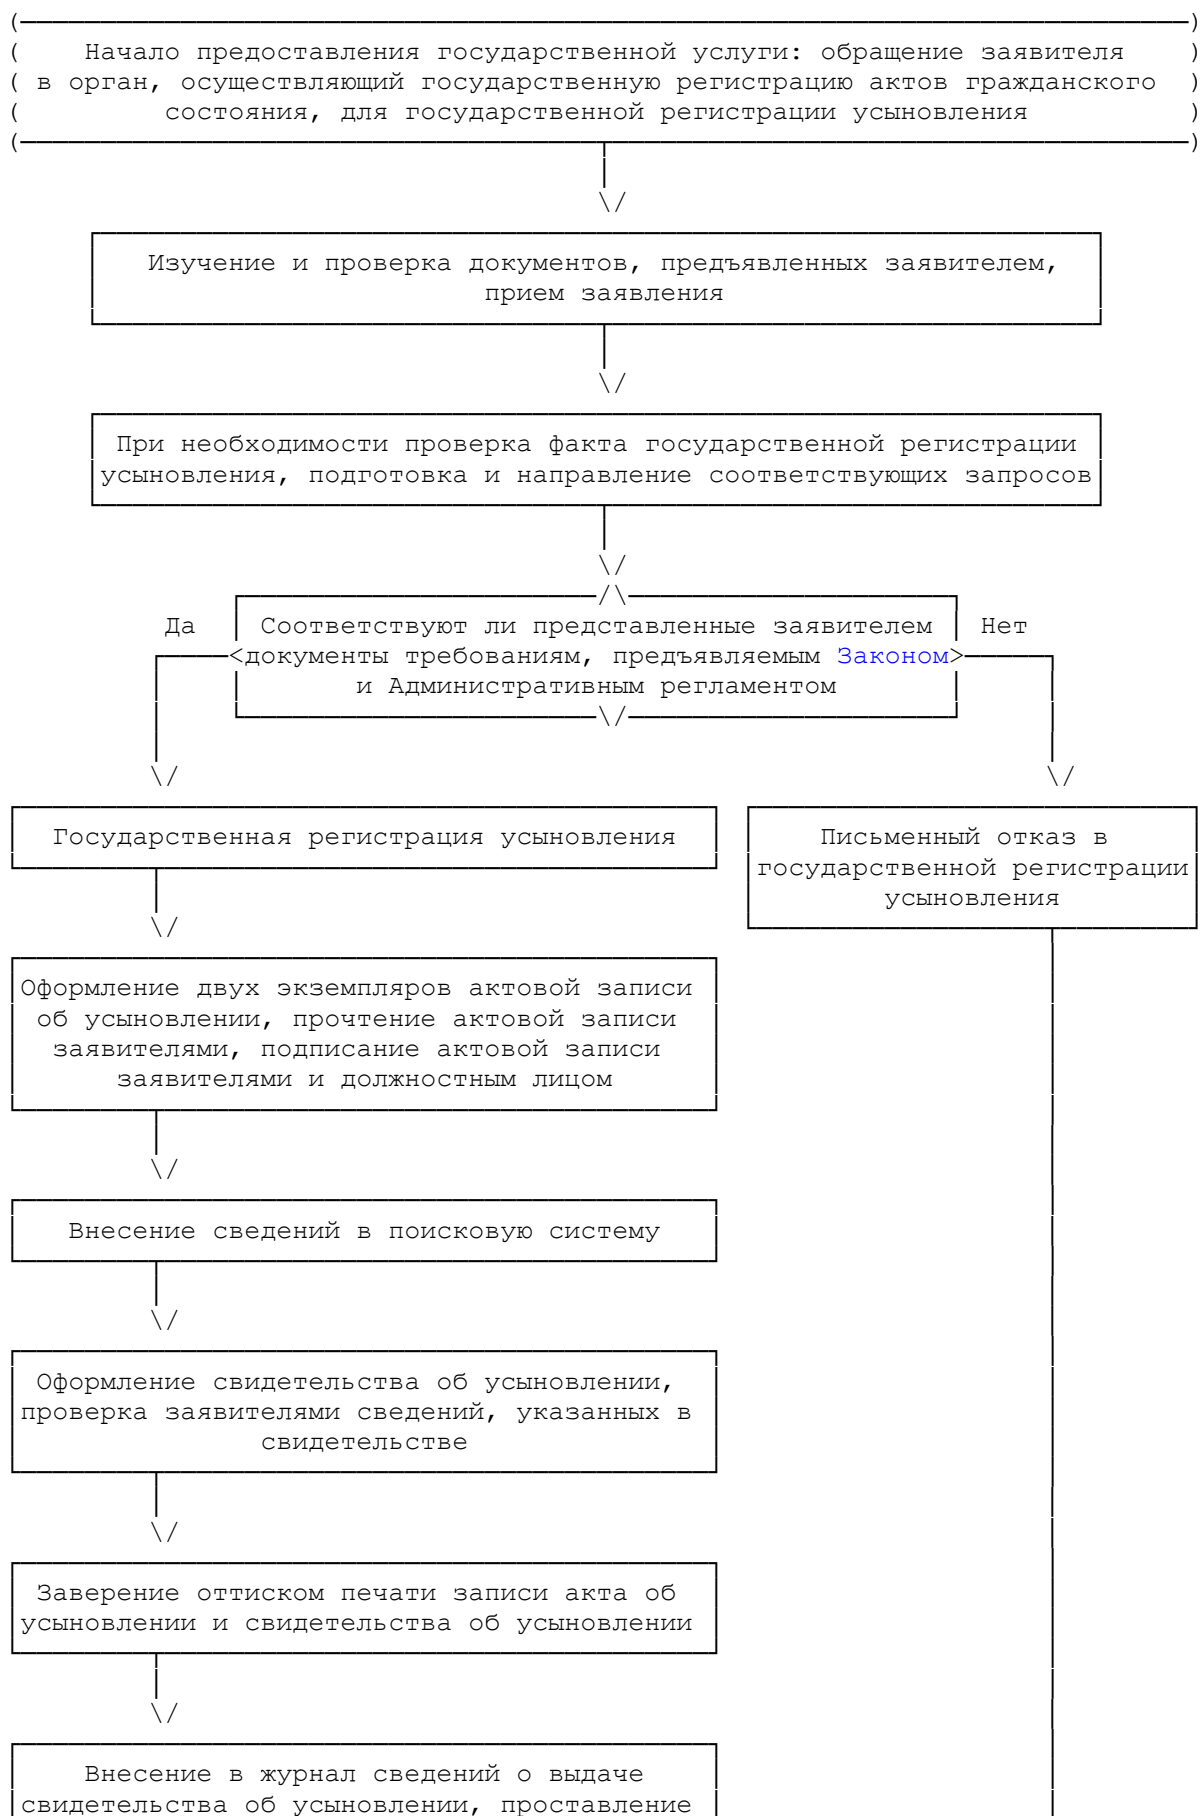 Начало предоставления государственной услуги: обращение заявителя
в орган, осуществляющий государственную регистрацию актов гражданского
состояния, для государственной регистрации усыновления
Изучение и проверка документов, предъявленных заявителем,
прием заявления
При необходимости проверка факта государственной регистрации
усыновления, подготовка и направление соответствующих запросов
Да
Соответствуют ли представленные заявителем
Нет
документы требованиям, предъявляемым Законом
и Административным регламентом
Государственная регистрация усыновления
Письменный отказ в
государственной регистрации
усыновления
Оформление двух экземпляров актовой записи
об усыновлении, прочтение актовой записи
заявителями, подписание актовой записи
заявителями и должностным лицом
Внесение сведений в поисковую систему
Оформление свидетельства об усыновлении,
проверка заявителями сведений, указанных в
свидетельстве
Заверение оттиском печати записи акта об
усыновлении и свидетельства об усыновлении
Внесение в журнал сведений о выдаче
свидетельства об усыновлении, проставление